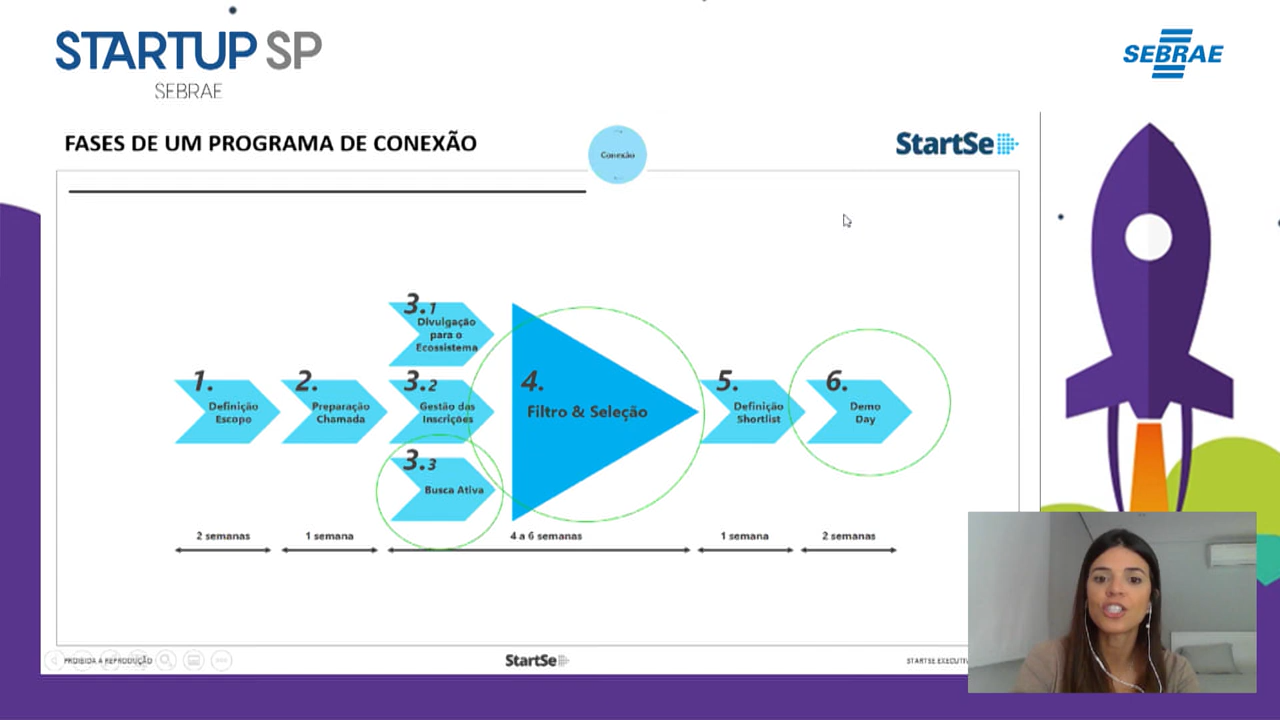 STARTUP SP
SEBRAE
SEBRAE
FASES DE UM PROGRAMA DE CONEXÃO
Conexão
StartSe
3.1
Divulgação
para o
Ecossistema
1.
Definição
Escopo
2.
Preparação
Chamada
3.2
Gestão das
Inscrições
4.
Filtro & Seleção
5.
Definição
Shortlist
6.
Demo
Day
3.3
Busca Ativa
2 semanas
1 semana
4 a 6 semanas
1 semana
2 semanas
PROIBIDA A REPRODUÇÃO
StartSe
STARTSE EXECUTIV